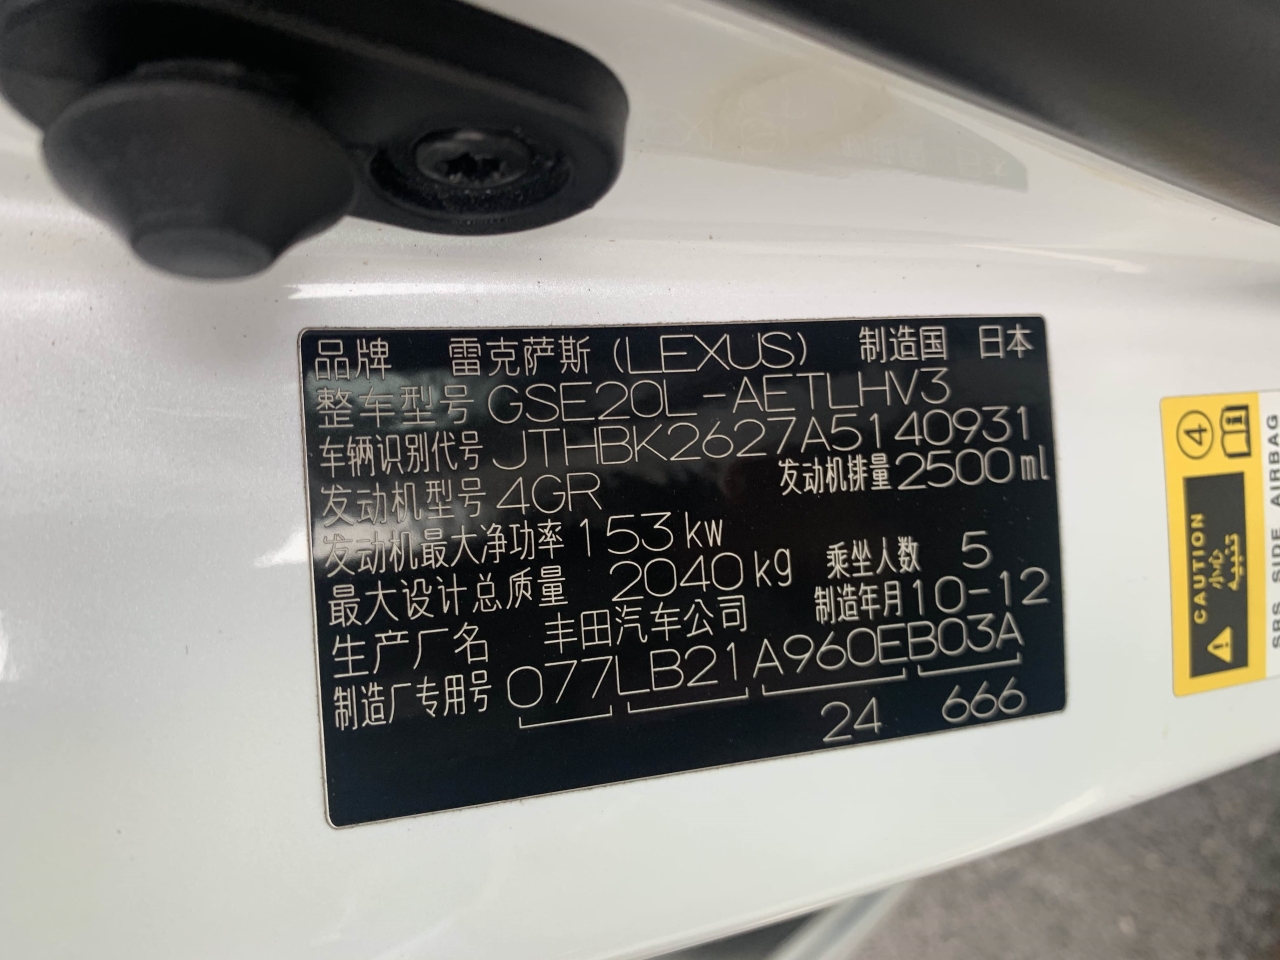 品牌 雷克萨斯 (LEXUS) 制造国 日本
整车型号 GSE20L-AETLHV3
车辆识别代号 JTHBK2627A5140931
发动机型号 4GR 发动机排量 2500ml
发动机最大净功率 153kw
最大设计总质量 2040kg 乘坐人数 5
生产厂名 丰田汽车公司 制造年月 10-12
制造厂专用号 077LB21A960EB03A
24 666
④
CAUTION
小心
تنبيه
SRS SIDE AIRBAG